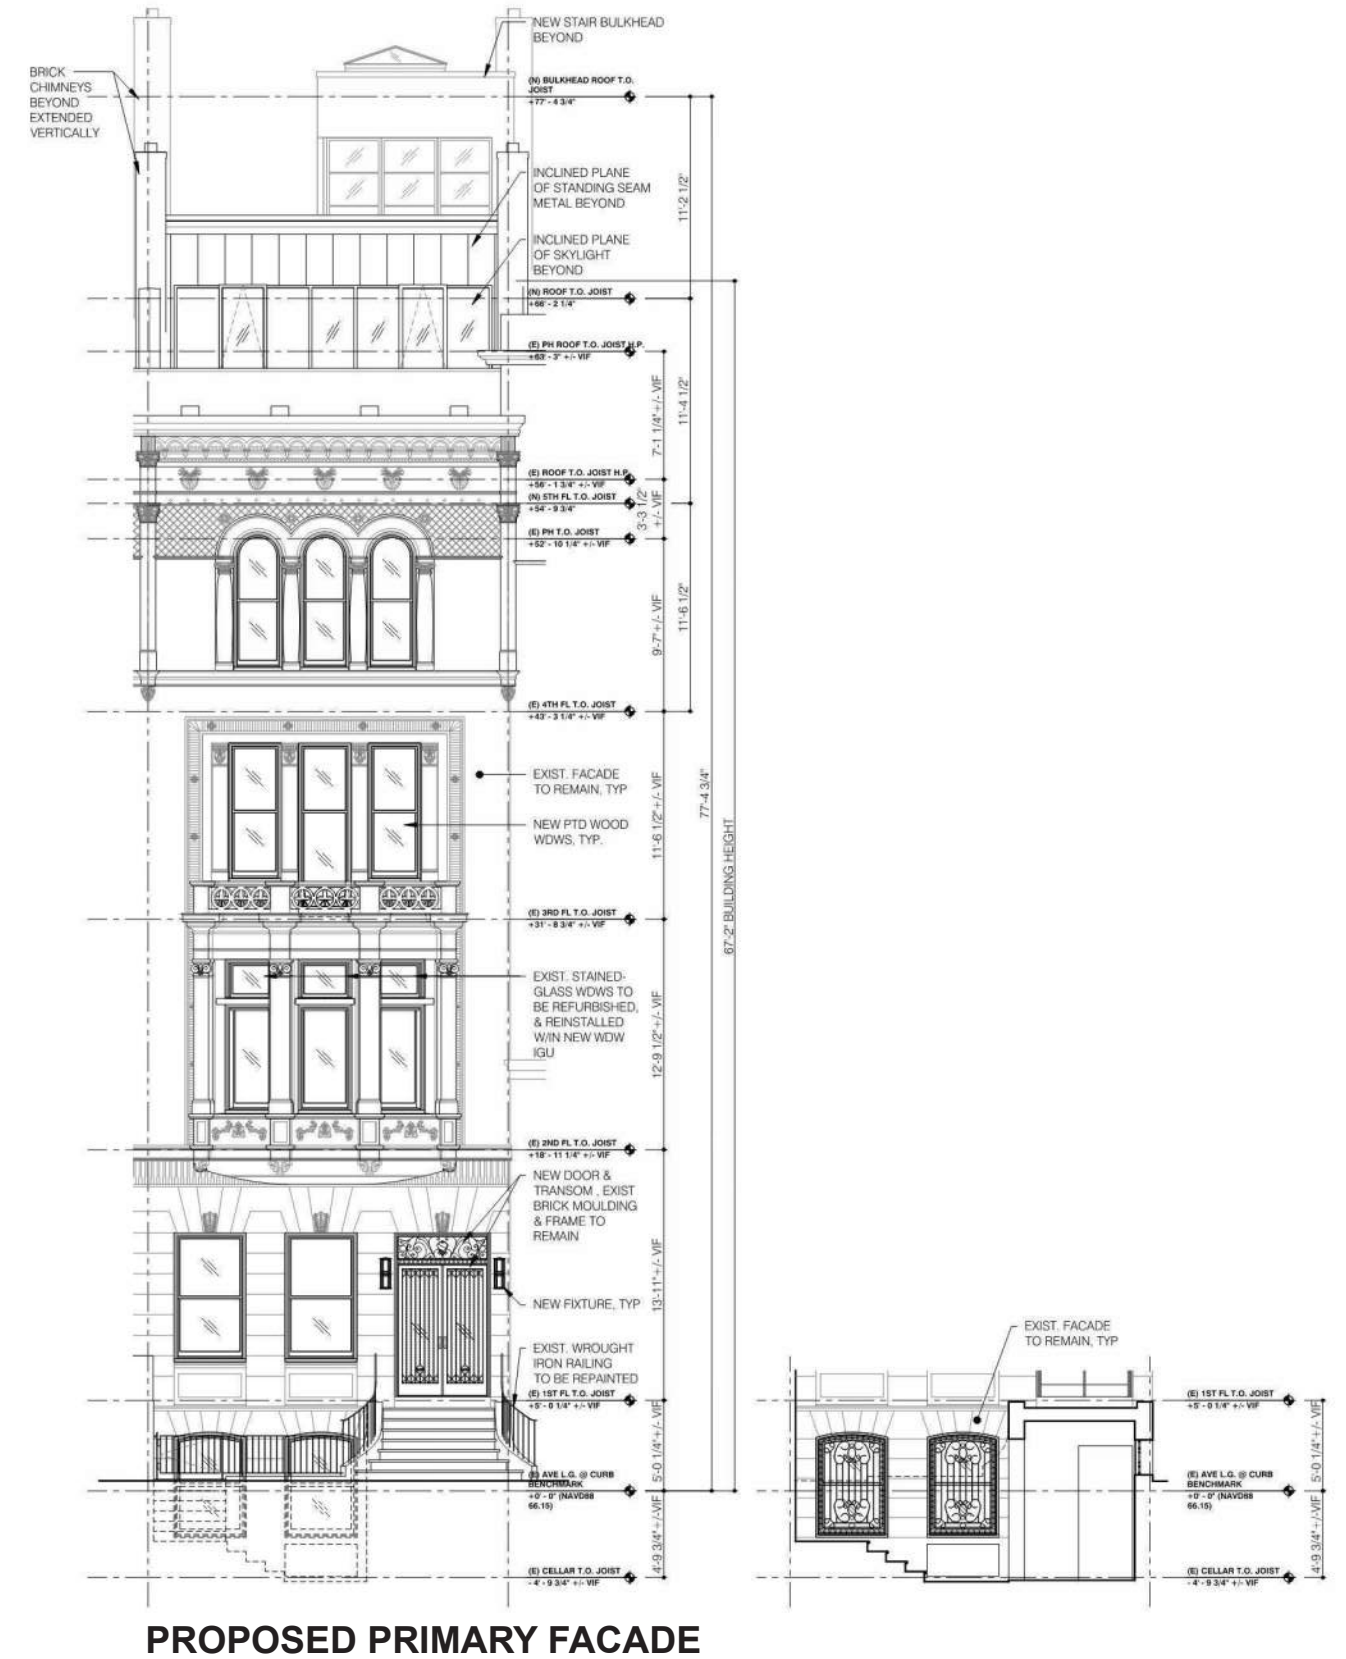 NEW STAIR BULKHEAD
BEYOND
BRICK
CHIMNEYS
BEYOND
EXTENDED
VERTICALLY
(N) BULKHEAD ROOF T.O.
JOIST
+77' - 4 3/4"
INCLINED PLANE
OF STANDING SEAM
METAL BEYOND
11'-2 1/2"
INCLINED PLANE
OF SKYLIGHT
BEYOND
(N) ROOF T.O. JOIST
+66' - 2 1/4"
(E) PH ROOF T.O. JOIST H.P.
+63' - 3" +/- VIF
7'-1 1/4"+/- VIF
11'-4 1/2"
(E) ROOF T.O. JOIST H.P.
+56' - 1 3/4" +/- VIF
(N) 5TH FL T.O. JOIST
+54' - 9 3/4"
3'-3 1/2"
+/- VIF
(E) PH T.O. JOIST
+52' - 10 1/4" +/- VIF
9'-7"+/- VIF
11'-6 1/2"
(E) 4TH FL T.O. JOIST
+43' - 3 1/4" +/- VIF
EXIST. FACADE
TO REMAIN, TYP
NEW PTD WOOD
WDWS, TYP.
11'-6 1/2"+/- VIF
77'-4 3/4"
67'-2" BUILDING HEIGHT
(E) 3RD FL T.O. JOIST
+31' - 8 3/4" +/- VIF
EXIST. STAINED-
GLASS WDWS TO
BE REFURBISHED,
& REINSTALLED
W/IN NEW WDW
IGU
12'-9 1/2"+/- VIF
(E) 2ND FL T.O. JOIST
+18' - 11 1/4" +/- VIF
NEW DOOR &
TRANSOM , EXIST
BRICK MOULDING
& FRAME TO
REMAIN
13'-11"+/- VIF
NEW FIXTURE, TYP
EXIST. WROUGHT
IRON RAILING
TO BE REPAINTED
(E) 1ST FL T.O. JOIST
+5' - 0 1/4" +/- VIF
5'-0 1/4"+/- VIF
(E) AVE L.G. @ CURB
BENCHMARK
+0' - 0" (NAVD88
66.15)
4'-9 3/4"+/-VIF
(E) CELLAR T.O. JOIST
- 4' - 9 3/4" +/- VIF
EXIST. FACADE
TO REMAIN, TYP
(E) 1ST FL T.O. JOIST
+5' - 0 1/4" +/- VIF
5'-0 1/4"+/- VIF
(E) AVE L.G. @ CURB
BENCHMARK
+0' - 0" (NAVD88
66.15)
4'-9 3/4"+/-VIF
(E) CELLAR T.O. JOIST
- 4' - 9 3/4" +/- VIF
PROPOSED PRIMARY FACADE